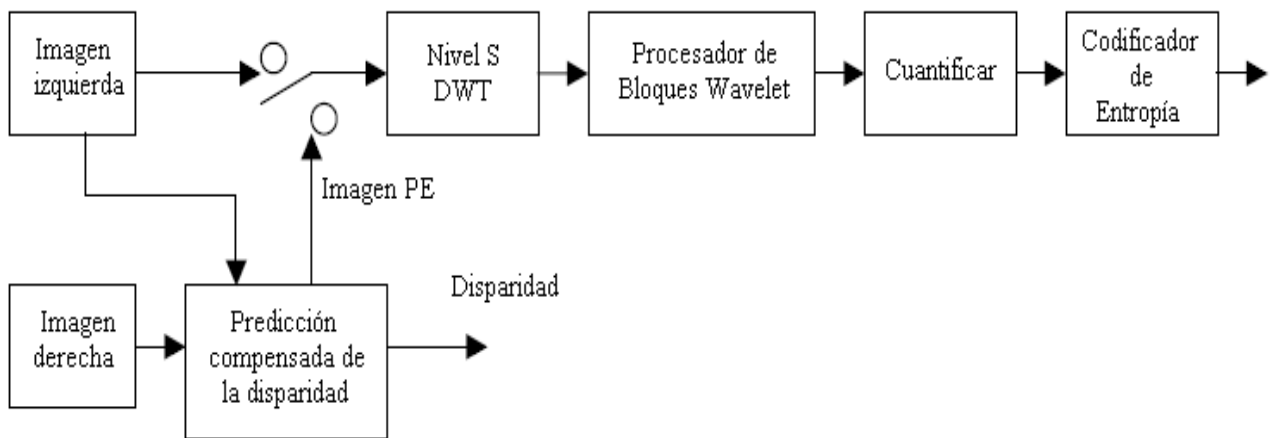 Imagen
izquierda
Nivel S
DWT
Procesador de
Bloques Wavelet
Cuantificar
Codificador
de
Entropía
Imagen PE
Disparidad
Imagen
derecha
Predicción
compensada de
la disparidad